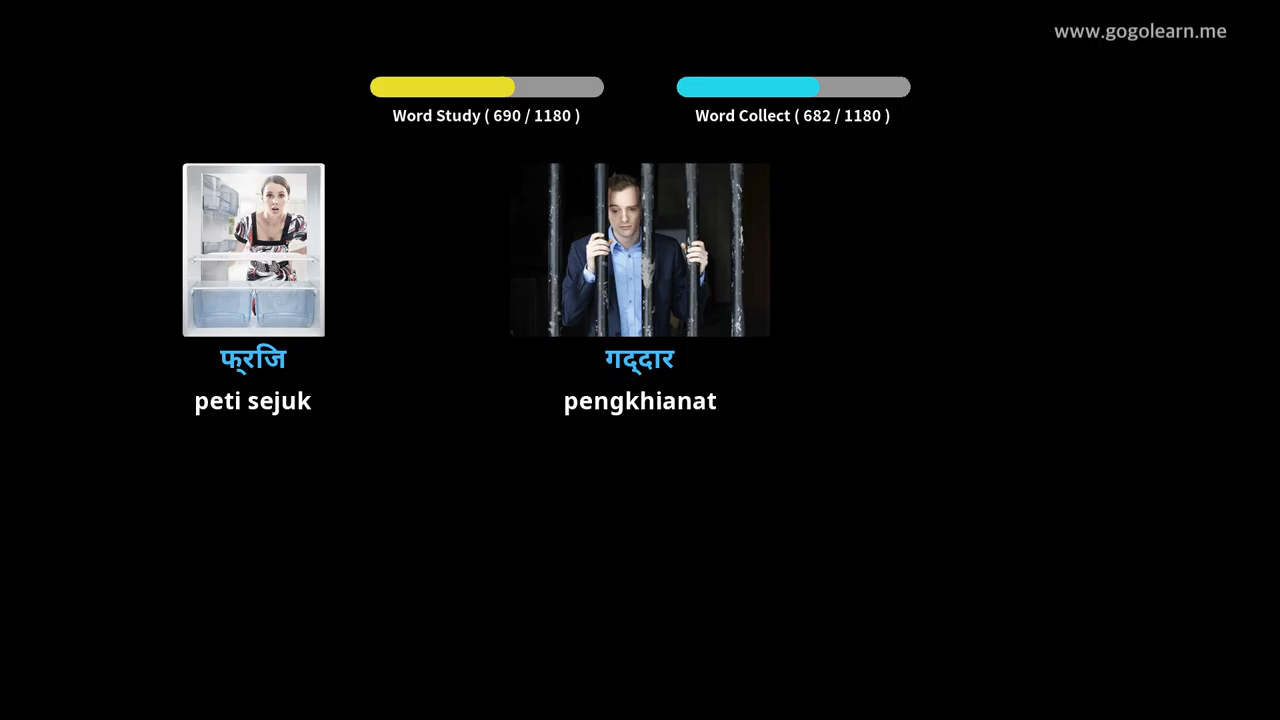 www.gogolearn.me
Word Study ( 690 / 1180 )
Word Collect ( 682 / 1180 )
फ्रिज
peti sejuk
गद्दार
pengkhianat